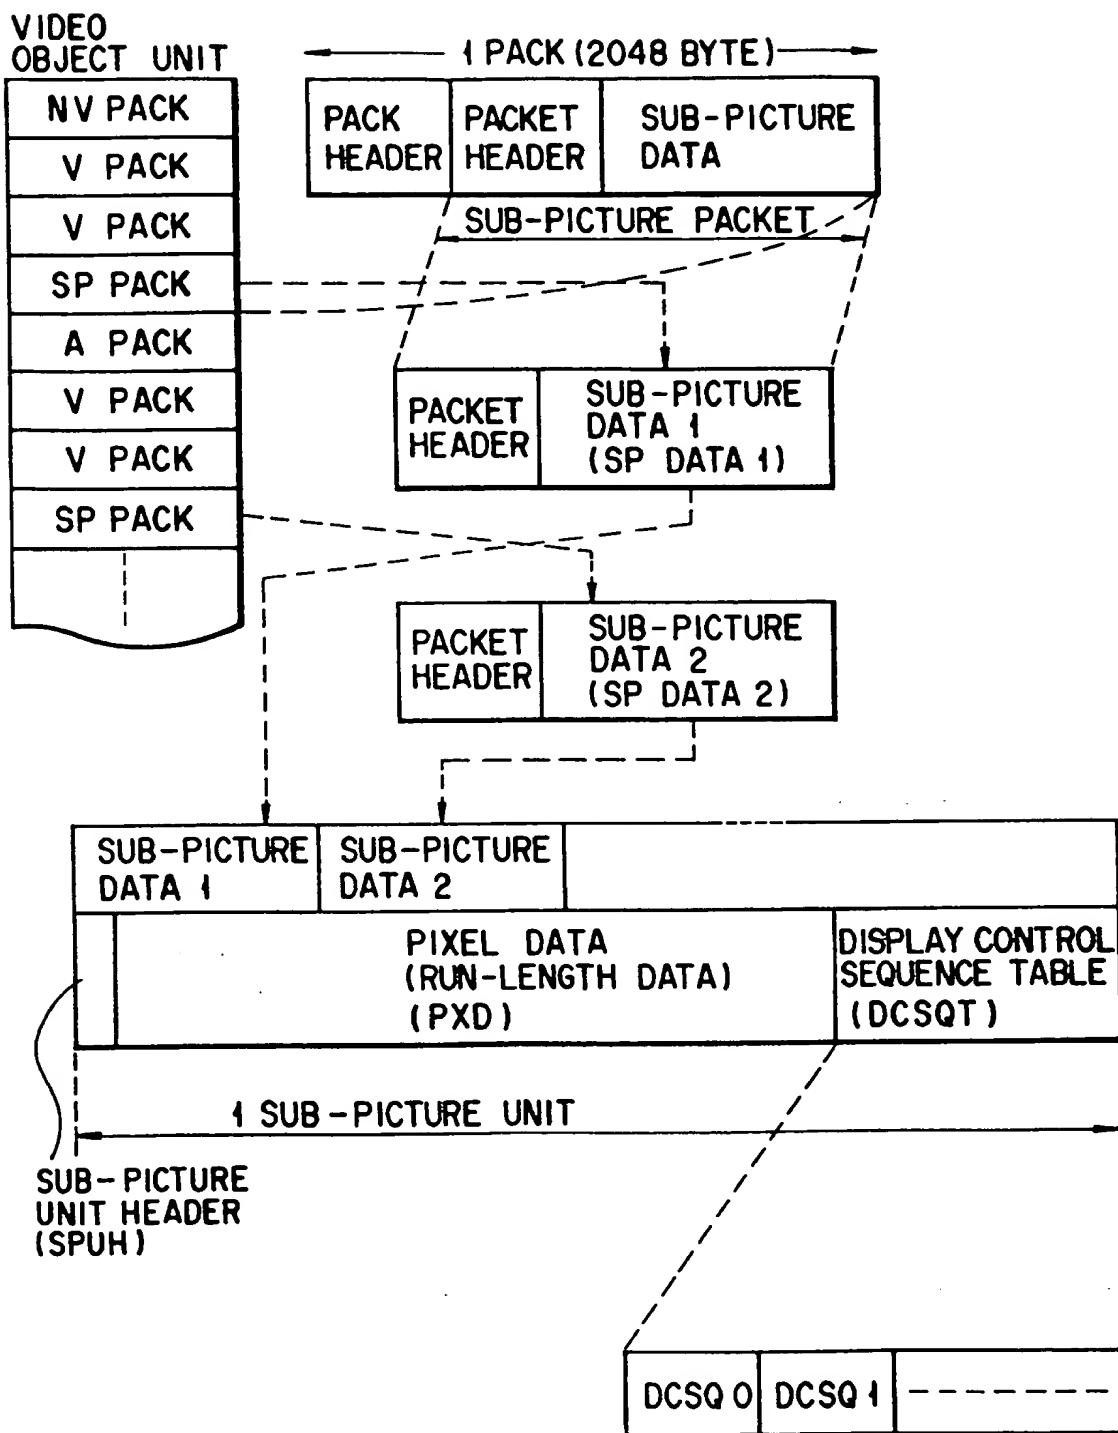 VIDEO
OBJECT UNIT
NV PACK
V PACK
V PACK
SP PACK
A PACK
V PACK
V PACK
SP PACK
1 PACK (2048 BYTE)
PACK
HEADER
PACKET
HEADER
SUB-PICTURE
DATA
SUB-PICTURE PACKET
PACKET
HEADER
SUB-PICTURE
DATA 1
(SP DATA 1)
PACKET
HEADER
SUB-PICTURE
DATA 2
(SP DATA 2)
SUB-PICTURE
DATA 1
SUB-PICTURE
DATA 2
PIXEL DATA
(RUN-LENGTH DATA)
(PXD)
DISPLAY CONTROL
SEQUENCE TABLE
(DCSQT)
1 SUB-PICTURE UNIT
SUB-PICTURE
UNIT HEADER
(SPUH)
DCSQ 0
DCSQ 1